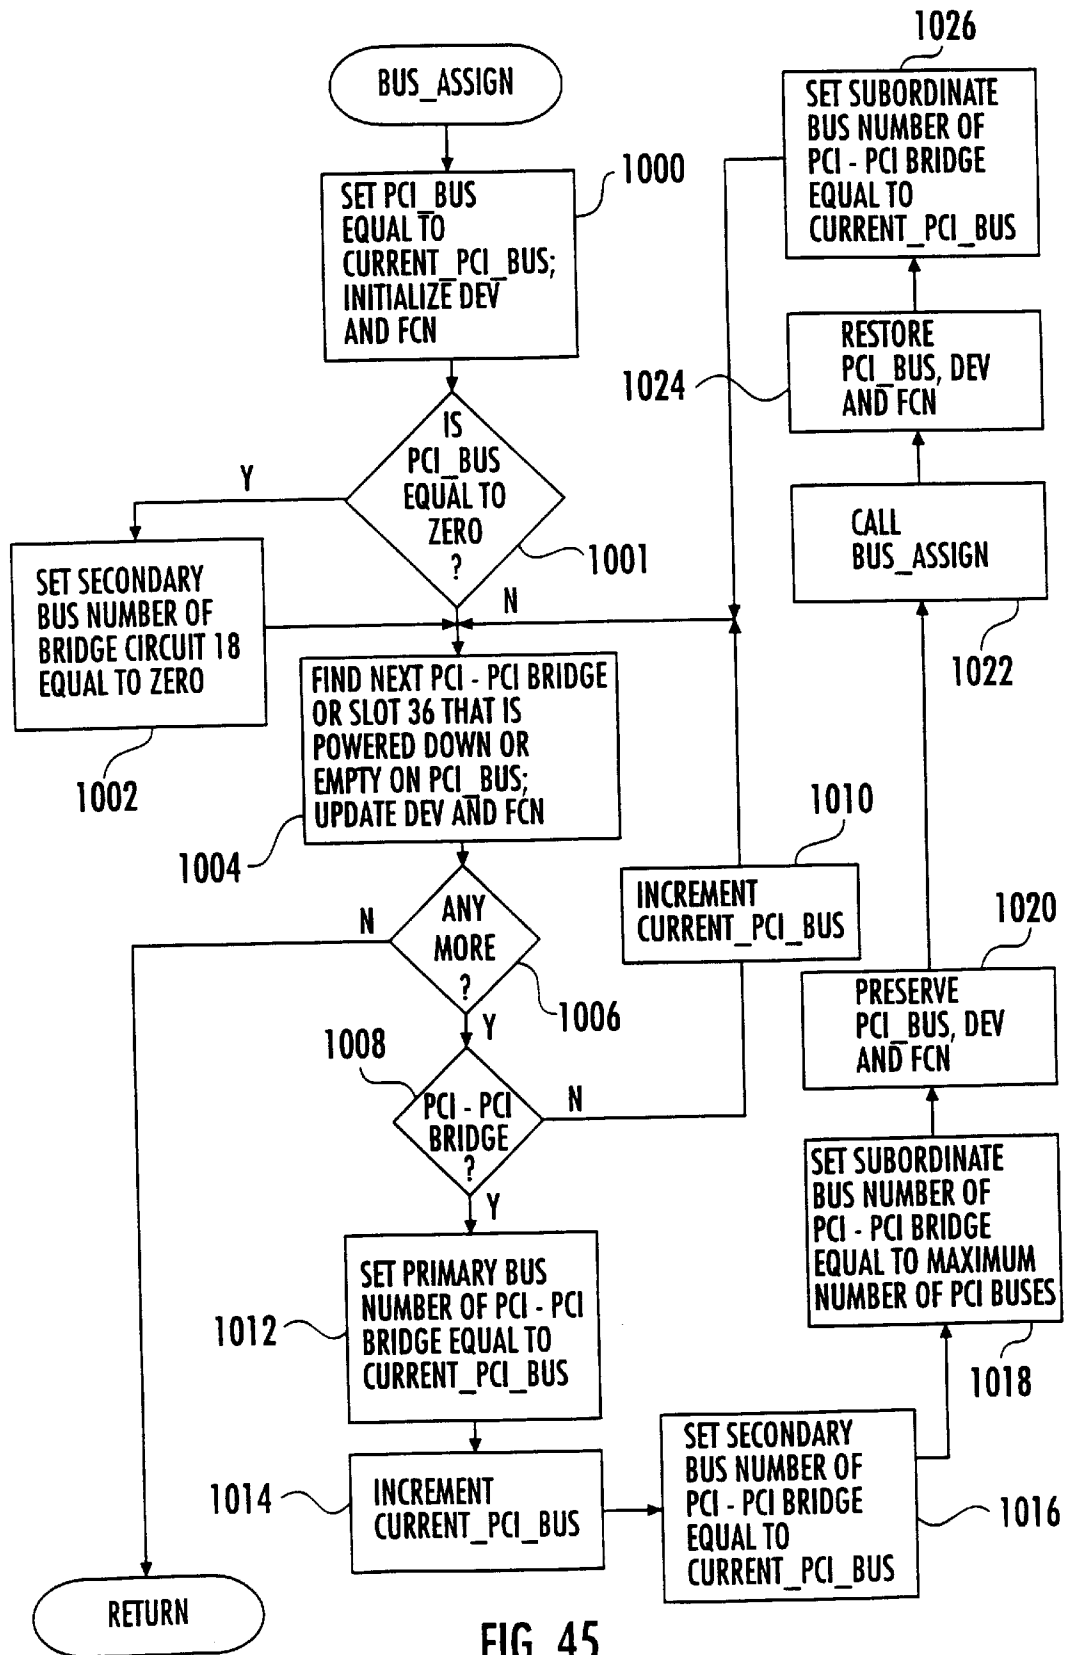 BUS_ASSIGN
1000
SET PCI_BUS
EQUAL TO
CURRENT_PCI_BUS;
INITIALIZE DEV
AND FCN
IS
PCI_BUS
EQUAL TO
ZERO
?
1001
Y
N
SET SECONDARY
BUS NUMBER OF
BRIDGE CIRCUIT 18
EQUAL TO ZERO
1002
FIND NEXT PCI - PCI BRIDGE
OR SLOT 36 THAT IS
POWERED DOWN OR
EMPTY ON PCI_BUS;
UPDATE DEV AND FCN
1004
ANY
MORE
?
1006
N
Y
1008
PCI - PCI
BRIDGE
?
N
Y
1010
INCREMENT
CURRENT_PCI_BUS
SET PRIMARY BUS
NUMBER OF PCI - PCI
BRIDGE EQUAL TO
CURRENT_PCI_BUS
1012
INCREMENT
CURRENT_PCI_BUS
1014
SET SECONDARY
BUS NUMBER OF
PCI - PCI BRIDGE
EQUAL TO
CURRENT_PCI_BUS
1016
SET SUBORDINATE
BUS NUMBER OF
PCI - PCI BRIDGE
EQUAL TO MAXIMUM
NUMBER OF PCI BUSES
1018
1020
PRESERVE
PCI_BUS, DEV
AND FCN
CALL
BUS_ASSIGN
1022
RESTORE
PCI_BUS, DEV
AND FCN
1024
1026
SET SUBORDINATE
BUS NUMBER OF
PCI - PCI BRIDGE
EQUAL TO
CURRENT_PCI_BUS
RETURN
FIG. 45